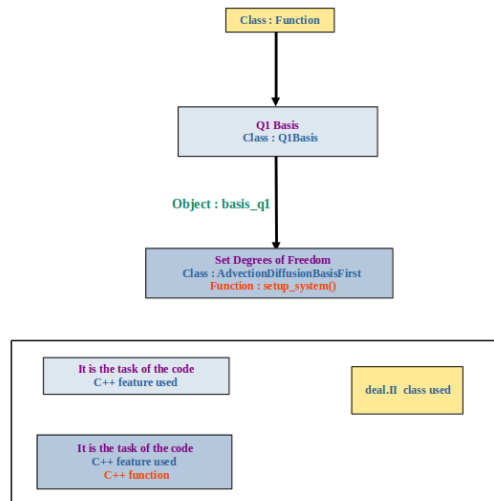 Class : Function
Q1 Basis
Class : Q1Basis
Object : basis_q1
Set Degrees of Freedom
Class : AdvectionDiffusionBasisFirst
Function : setup_system()
It is the task of the code
C++ feature used
deal.II class used
It is the task of the code
C++ feature used
C++ function